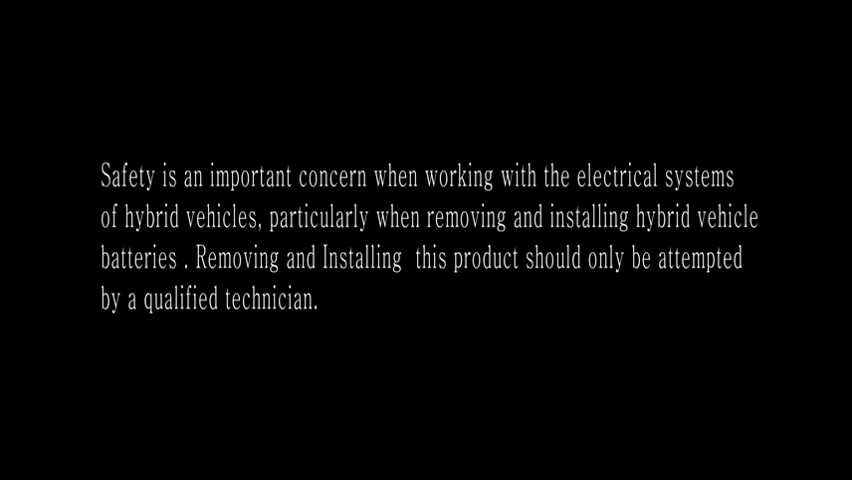 Safety is an important concern when working with the electrical systems
of hybrid vehicles, particularly when removing and installing hybrid vehicle
batteries . Removing and Installing  this product should only be attempted
by a qualified technician.